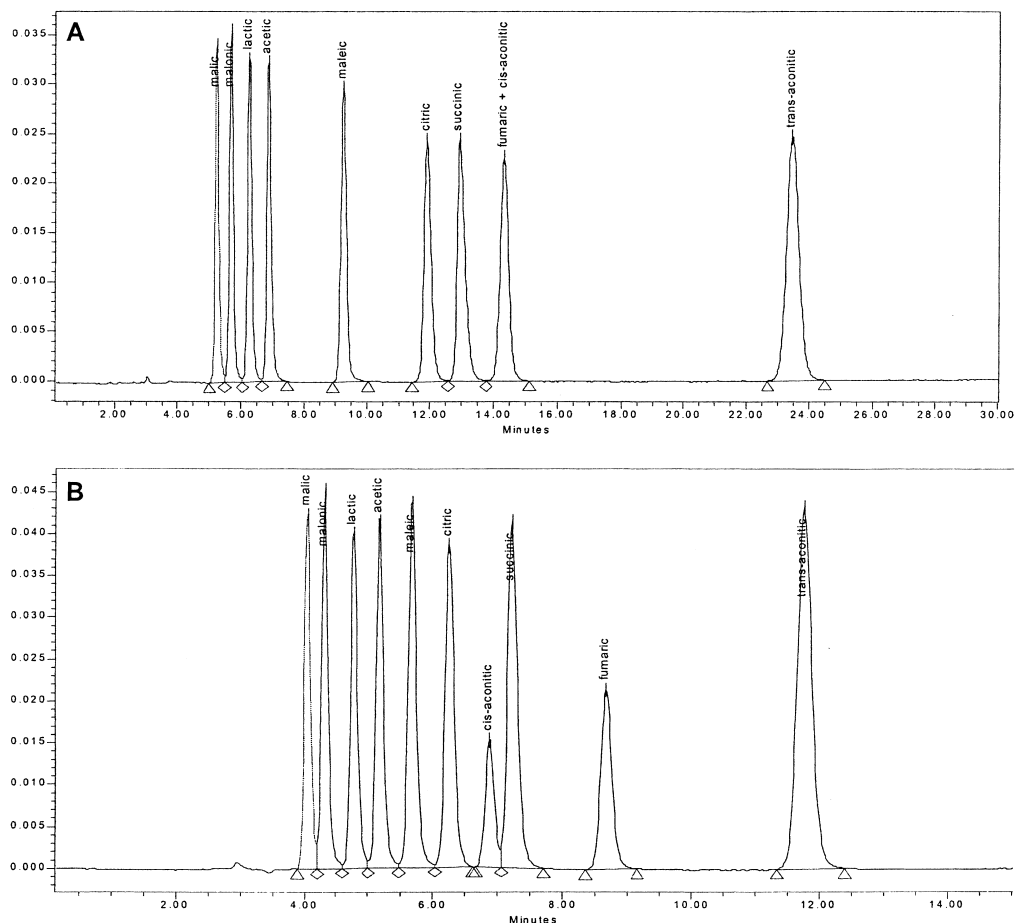 A
0.035
0.030
0.025
0.020
0.015
0.010
0.005
0.000
malic
malonic
lactic
acetic
maleic
citric
succinic
fumaric + cis-aconitic
trans-aconitic
2.00 4.00 6.00 8.00 10.00 12.00 14.00 16.00 18.00 20.00 22.00 24.00 26.00 28.00 30.00
Minutes
B
0.045
0.040
0.035
0.030
0.025
0.020
0.015
0.010
0.005
0.000
malic
malonic
lactic
acetic
maleic
citric
cis-aconitic
succinic
fumaric
trans-aconitic
2.00 4.00 6.00 8.00 10.00 12.00 14.00
Minutes